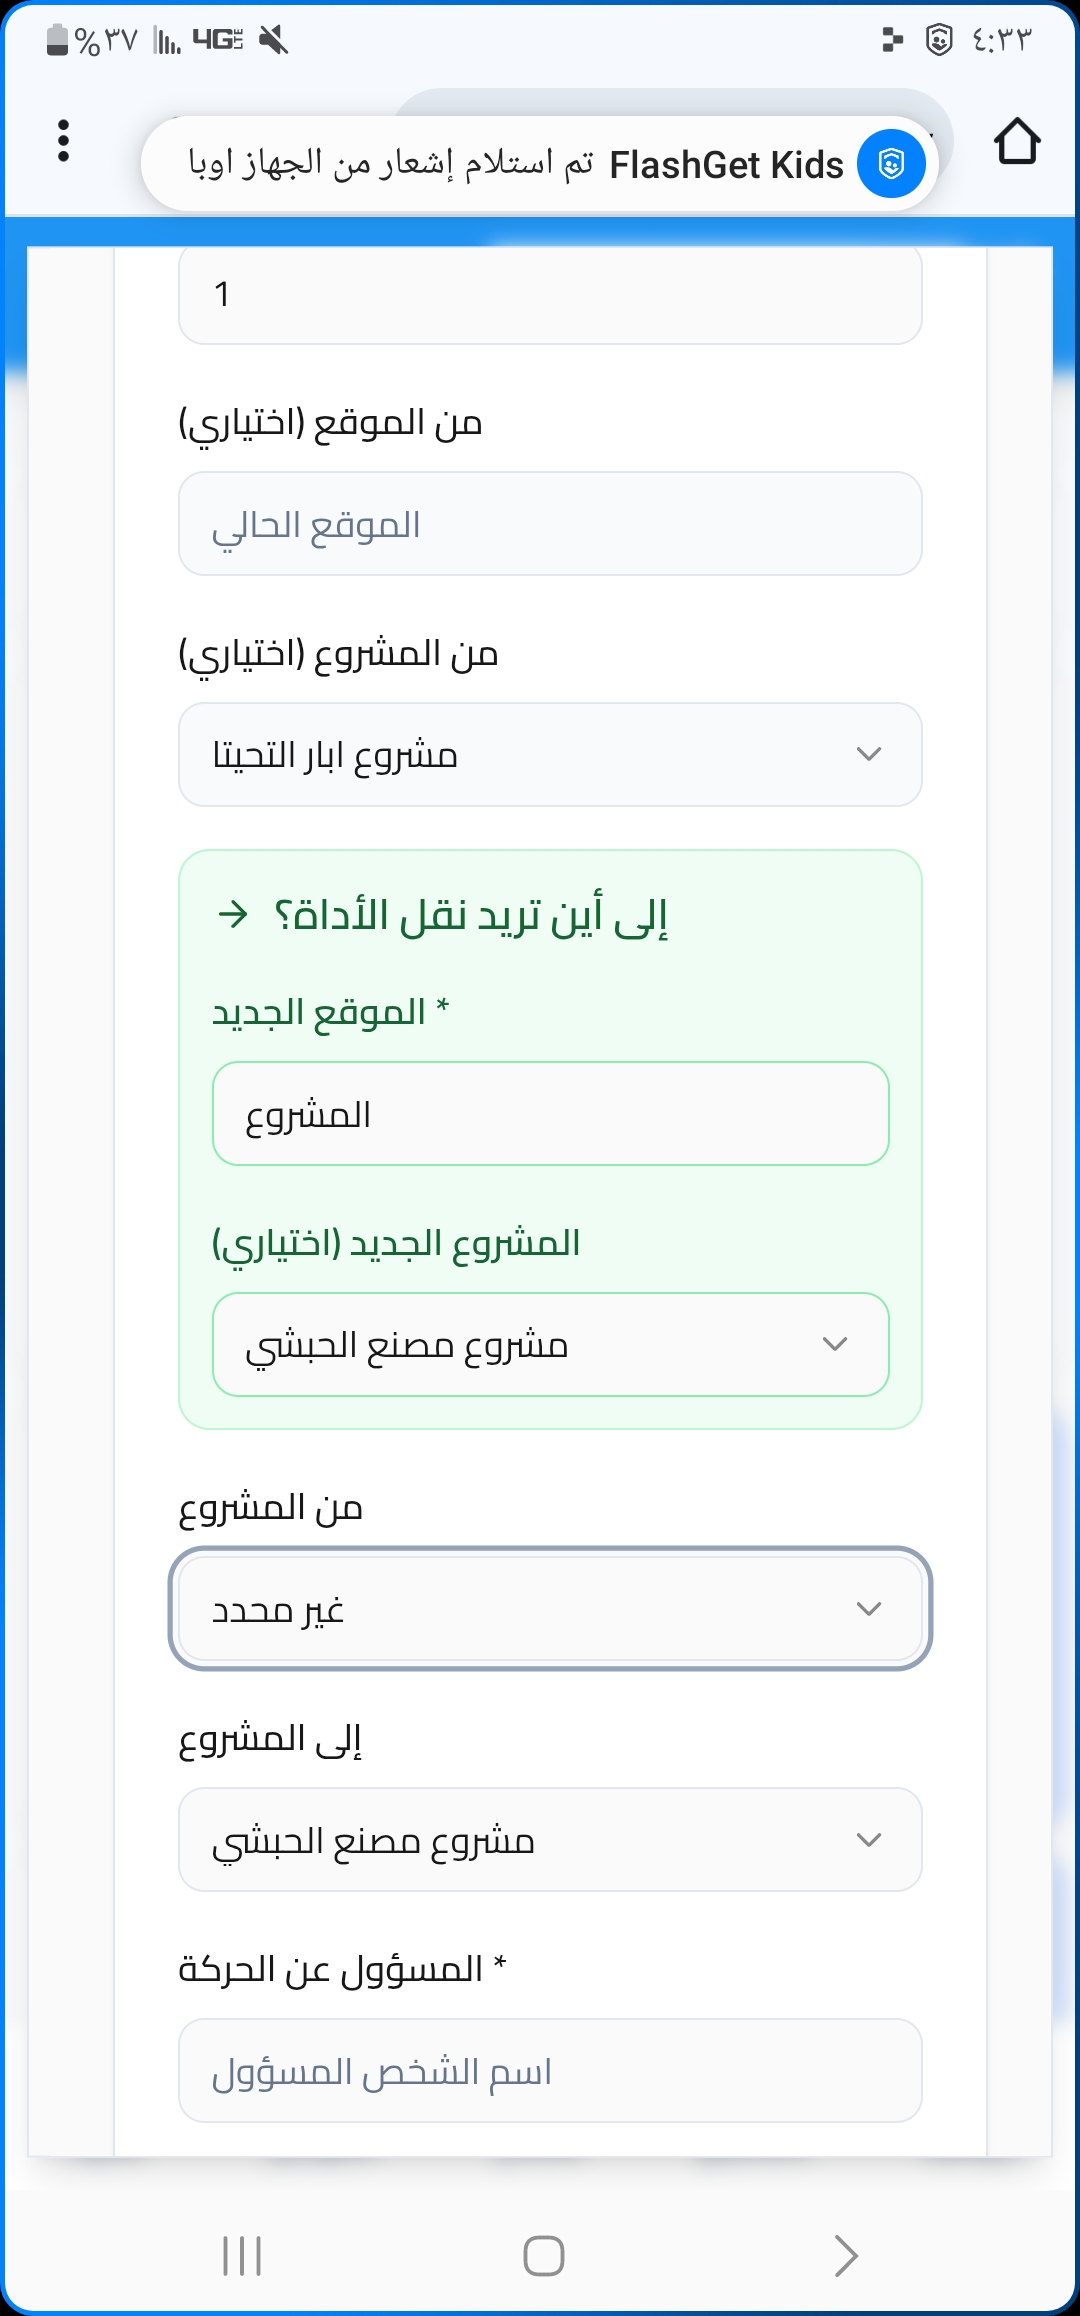 ٤:٣٣
4G LTE
%٣٧
FlashGet Kids تم استلام إشعار من الجهاز اوبا
1
من الموقع (اختياري)
الموقع الحالي
من المشروع (اختياري)
مشروع ابار التحيتا
إلى أين تريد نقل الأداة؟
* الموقع الجديد
المشروع
المشروع الجديد (اختياري)
مشروع مصنع الحبشي
من المشروع
غير محدد
إلى المشروع
مشروع مصنع الحبشي
* المسؤول عن الحركة
اسم الشخص المسؤول